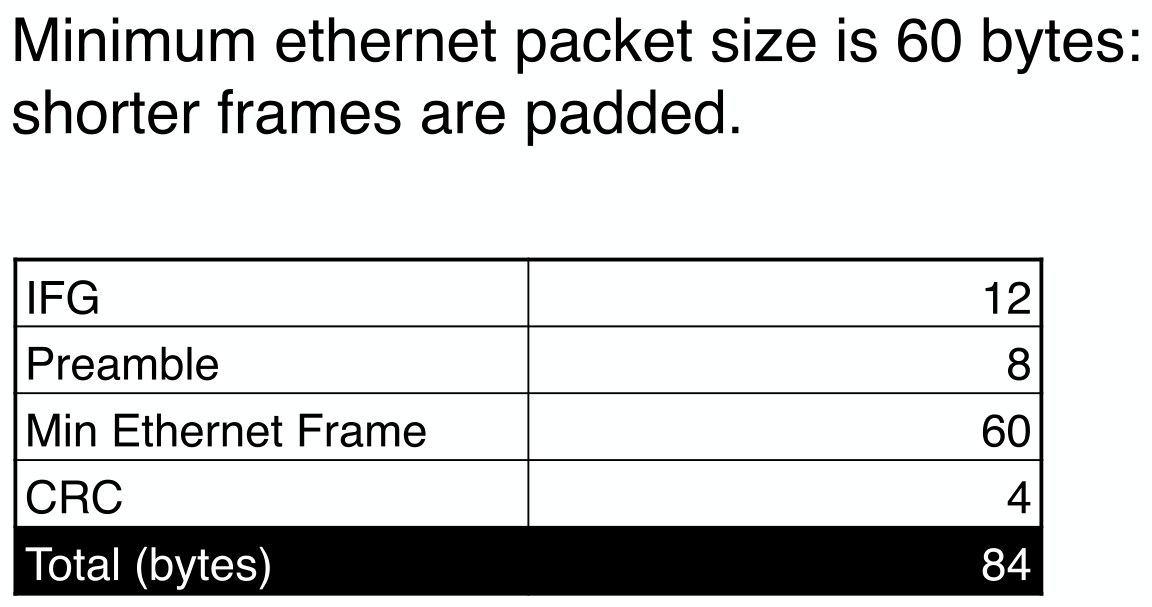 Minimum ethernet packet size is 60 bytes:
shorter frames are padded.
IFG 12
Preamble 8
Min Ethernet Frame 60
CRC 4
Total (bytes) 84